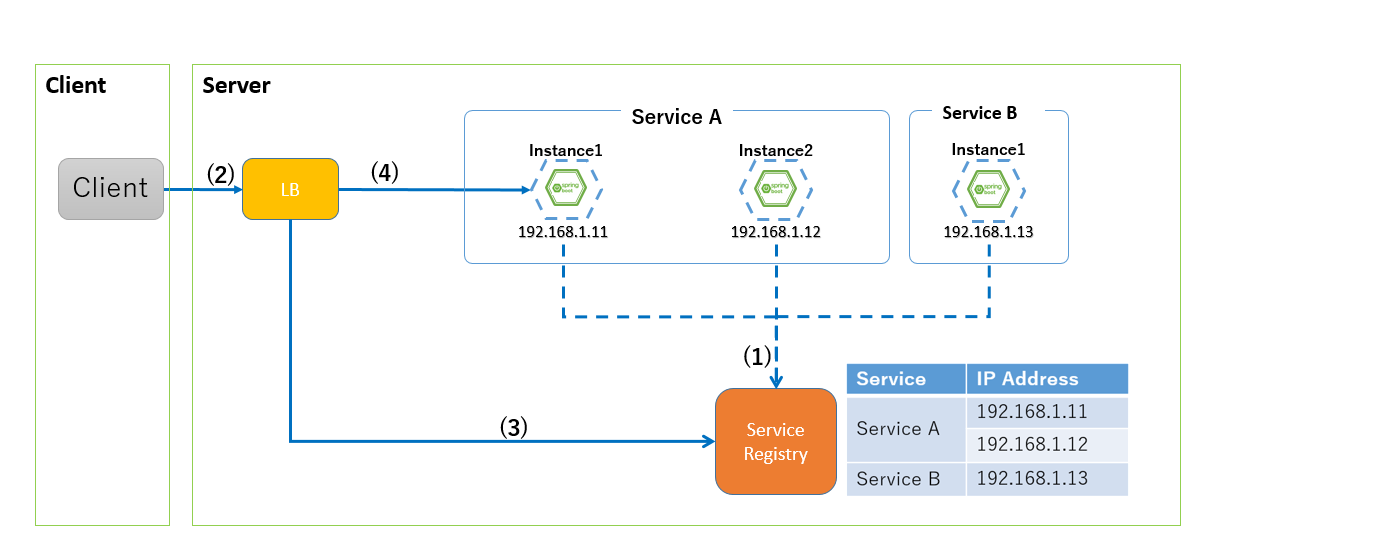 Client
Server
Service A
Service B
Instance1
Instance2
Instance1
Client
(2)
LB
(4)
spring
boot
spring
boot
spring
boot
192.168.1.11
192.168.1.12
192.168.1.13
(1)
(3)
Service
Registry
Service IP Address
Service A
192.168.1.11
192.168.1.12
Service B 192.168.1.13